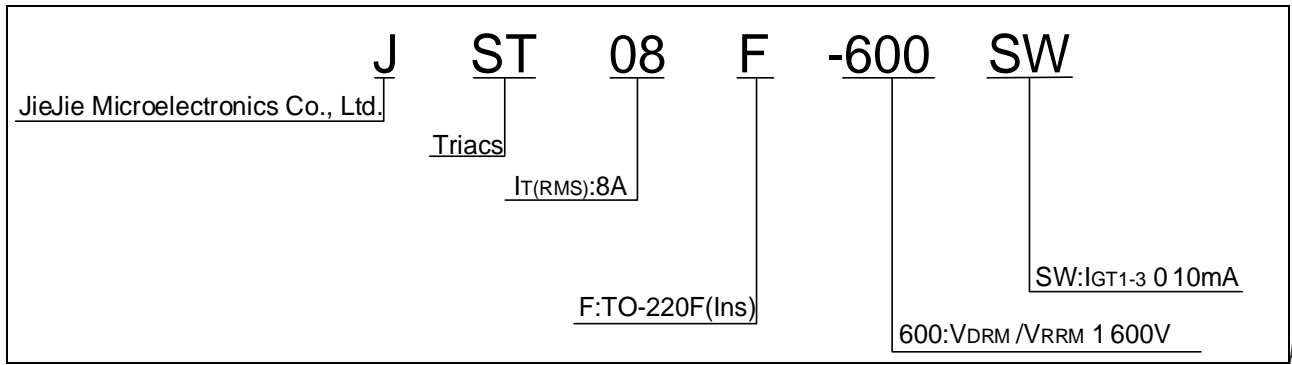 J ST 08 F -600 SW
JieJie Microelectronics Co., Ltd.
Triacs
IT(RMS):8A
SW:IGT1-3 0 10mA
F:TO-220F(Ins)
600:VDRM /VRRM 1 600V